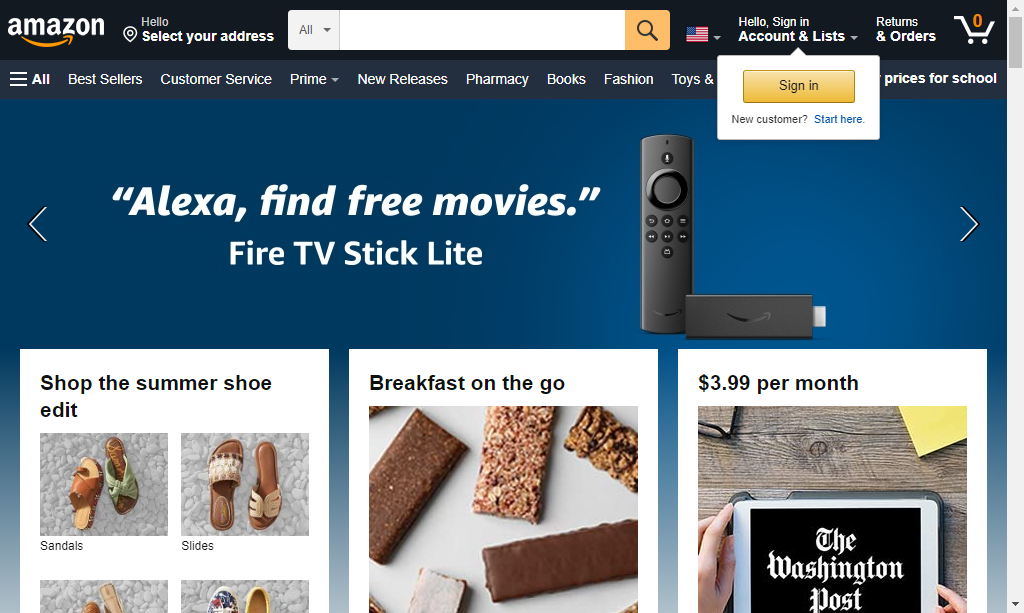 amazon
Hello
Select your address
All
Hello, Sign in
Account & Lists
Returns
& Orders
0
All
Best Sellers
Customer Service
Prime
New Releases
Pharmacy
Books
Fashion
Toys &
prices for school
Sign in
New customer? Start here.
“Alexa, find free movies.”
Fire TV Stick Lite
Shop the summer shoe
edit
Sandals
Slides
Breakfast on the go
$3.99 per month
The
Washington
Post